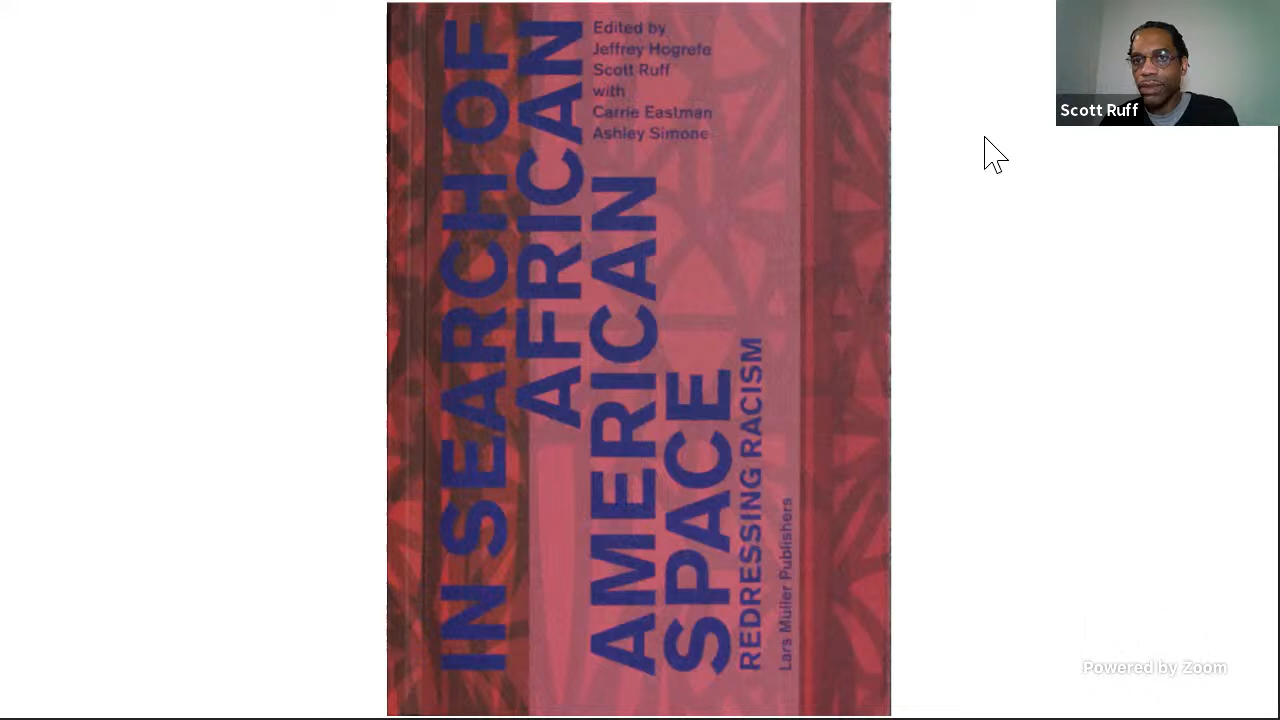 IN SEARCH OF
AFRICAN
AMERICAN
SPACE
REDRESSING RACISM
Edited by
Jeffrey Hogrefe
Scott Ruff
with
Carrie Eastman
Ashley Simone
Lars Müller Publishers
Scott Ruff
Powered by Zoom